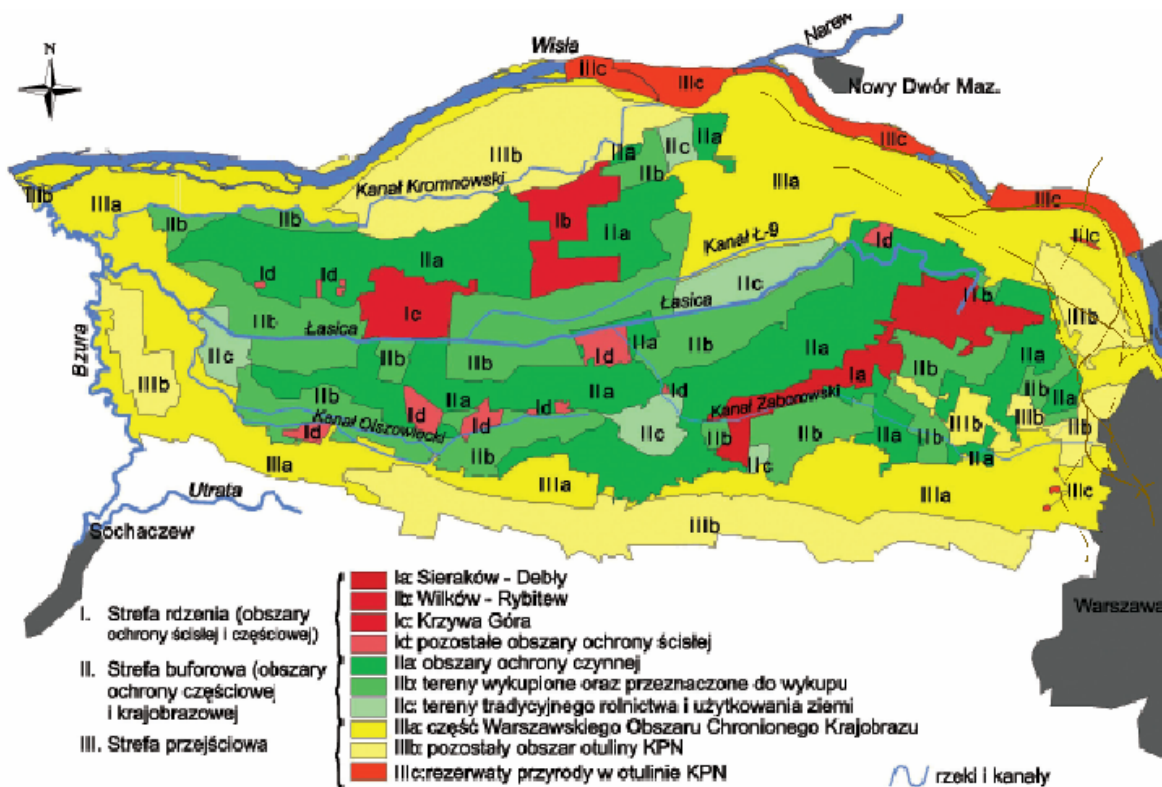 N
Wisła
Narew
Nowy Dwór Maz.
IIIc
IIIc
IIIc
IIIc
IIIc
IIIb
IIIa
IIIb
IIa
IIc
IIa
IIb
IIIa
Kanał Kromnowski
IIb
IIb
Ib
IIa
IIa
Kanał Ł-9
Id
Id
Id
IIc
Łasica
IIb
Ic
IIb
Łasica
IIIb
Bzura
IIc
IIb
IIb
Id
IIa
IIb
IIa
IIb
IIa
IIIb
IIb
IIa
IIa
Id
Ia
IIb
IIa
Kanał Olszowiecki
Id
Id
Id
Id
Kanał Zaborowski
IIc
IIb
IIb
IIa
IIb
IIIb
IIIb
IIIb
IIb
IIc
IIa
IIIa
IIIa
IIIa
IIIc
IIIb
Utrata
Sochaczew
Warszawa
I. Strefa rdzenia (obszary
ochrony ścisłej i częściowej)
II. Strefa buforowa (obszary
ochrony częściowej
i krajobrazowej
III. Strefa przejściowa
Ia: Sieraków - Debły
Ib: Wilków - Rybitew
Ic: Krzywa Góra
Id: pozostałe obszary ochrony ścisłej
IIa: obszary ochrony czynnej
IIb: tereny wykupione oraz przeznaczone do wykupu
IIc: tereny tradycyjnego rolnictwa i użytkowania ziemi
IIIa: część Warszawskiego Obszaru Chronionego Krajobrazu
IIIb: pozostały obszar otuliny KPN
IIIc: rezerwaty przyrody w otulinie KPN
rzeki i kanały